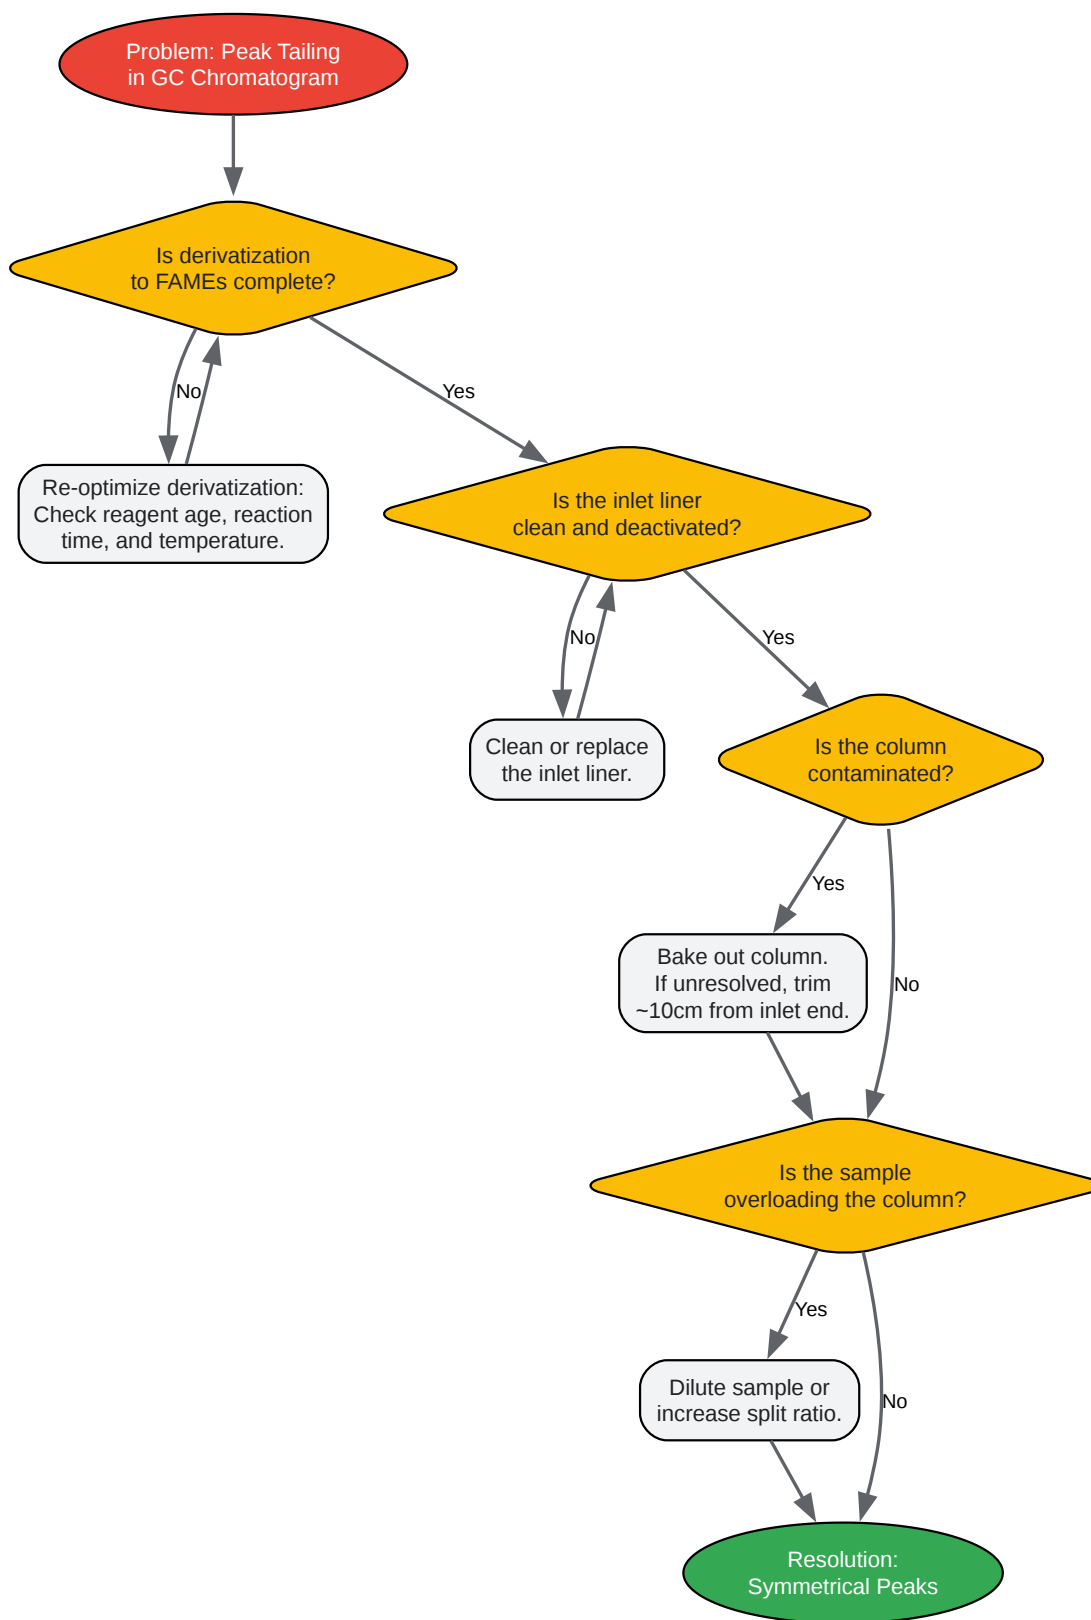 Problem: Peak Tailing
in GC Chromatogram
Is derivatization
to FAMEs complete?
No
Yes
Re-optimize derivatization:
Check reagent age, reaction
time, and temperature.
Is the inlet liner
clean and deactivated?
No
Yes
Clean or replace
the inlet liner.
Is the column
contaminated?
Yes
No
Bake out column.
If unresolved, trim
~10cm from inlet end.
Is the sample
overloading the column?
Yes
No
Dilute sample or
increase split ratio.
Resolution:
Symmetrical Peaks